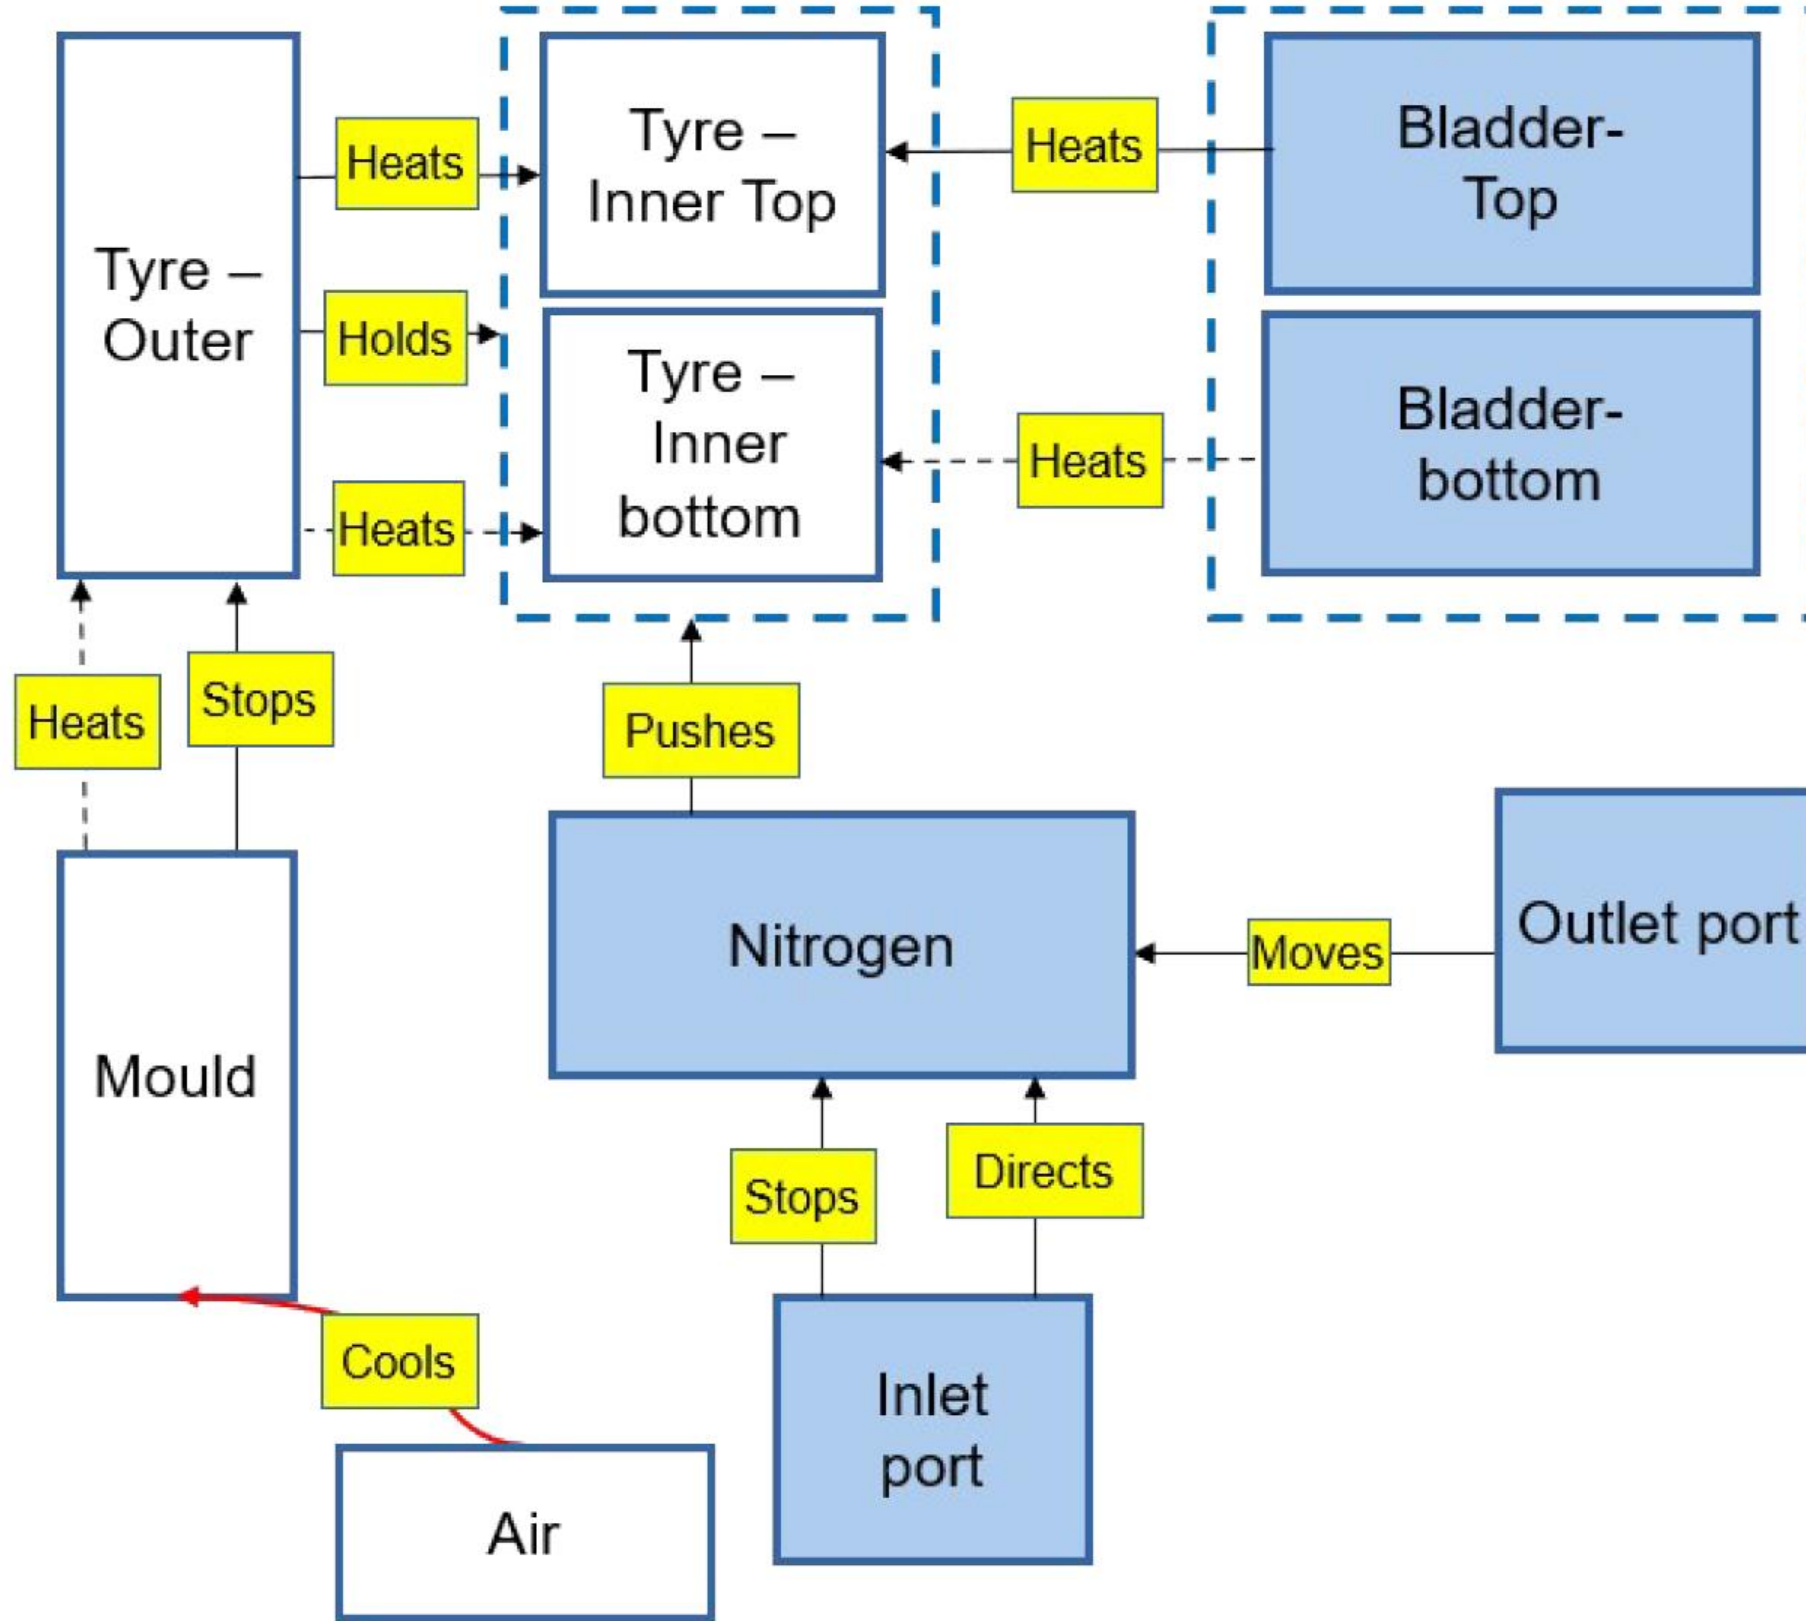 Tyre –
Outer
Heats
Holds
Heats
Tyre –
Inner Top
Tyre –
Inner
bottom
Heats
Heats
Bladder-
Top
Bladder-
bottom
Heats
Stops
Pushes
Mould
Nitrogen
Moves
Outlet port
Stops
Directs
Cools
Inlet
port
Air